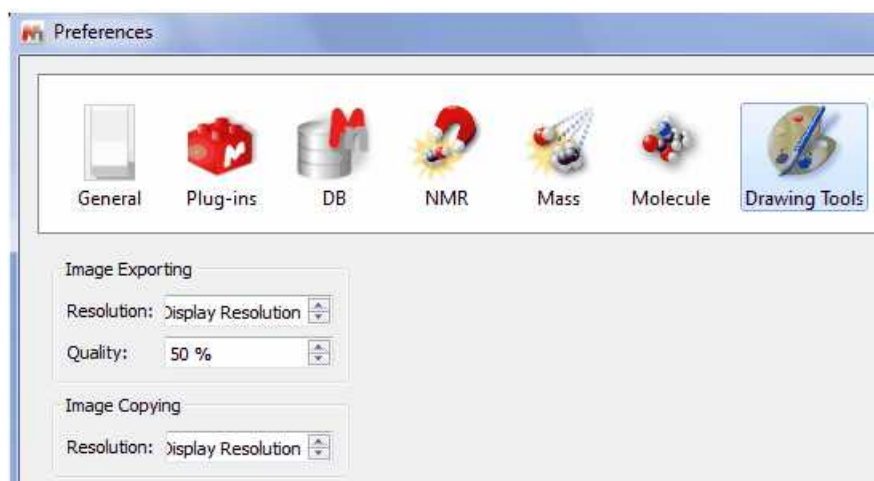 Preferences
General Plug-ins DB NMR Mass Molecule Drawing Tools
Image Exporting
Resolution: Display Resolution
Quality: 50 %
Image Copying
Resolution: Display Resolution